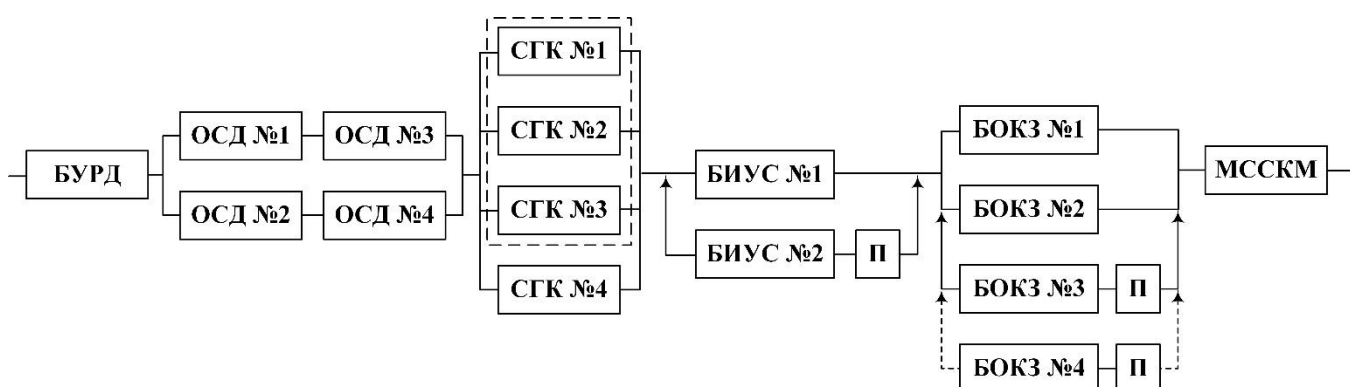 БУРД
ОСД №1
ОСД №3
ОСД №2
ОСД №4
СГК №1
СГК №2
СГК №3
СГК №4
БИУС №1
БИУС №2
П
БОКЗ №1
БОКЗ №2
БОКЗ №3
П
БОКЗ №4
П
МССКМ